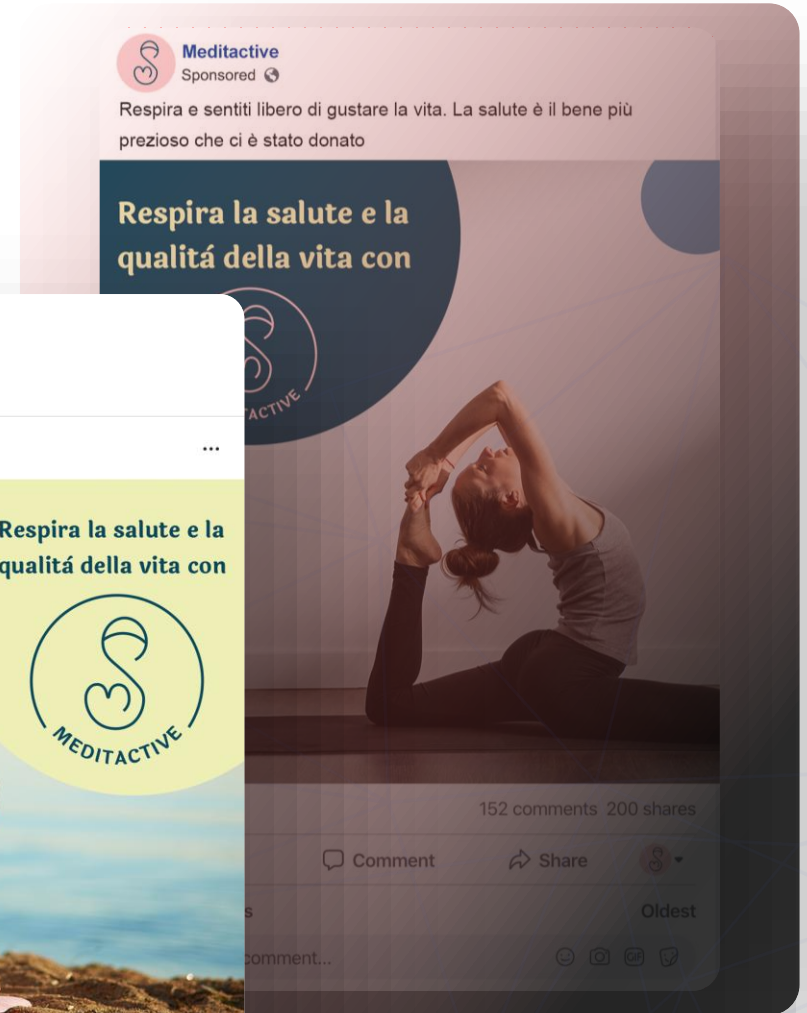 Meditactive
Sponsored
Respira e sentiti libero di gustare la vita. La salute è il bene più
prezioso che ci è stato donato
Respira la salute e la
qualitá della vita con
ACTIVE
152 comments 200 shares
Comment
Share
s
Oldest
comment...
GIF
...
Respira la salute e la
qualitá della vita con
MEDITACTIVE